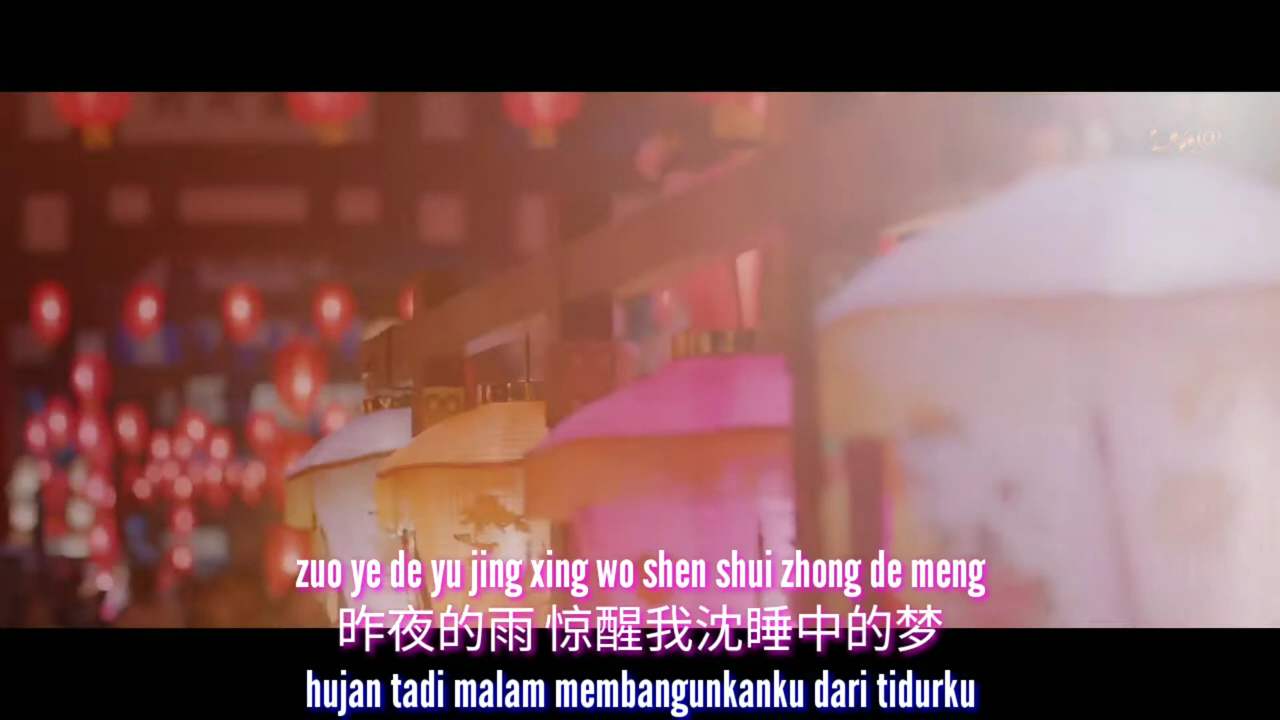 zuo ye de yu jing xing wo shen shui zhong de meng
昨夜的雨 惊醒我沈睡中的梦
hujan tadi malam membangunkanku dari tidurku